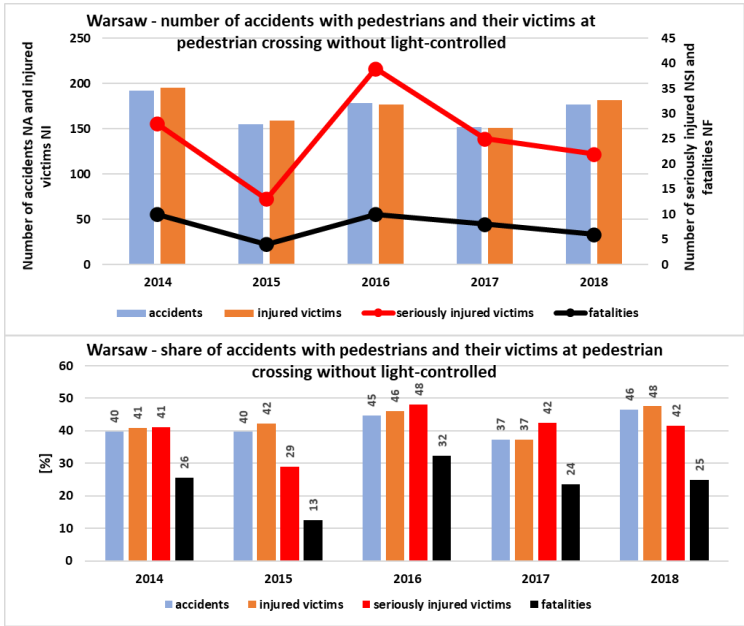 Warsaw - number of accidents with pedestrians and their victims at
pedestrian crossing without light-controlled
Number of accidents NA and injured
victims NI
250
200
150
100
50
0
45
40
35
30
25
20
15
10
5
0
Number of seriously injured NSI and
fatalities NF
2014 2015 2016 2017 2018
accidents injured victims seriously injured victims fatalities
Warsaw - share of accidents with pedestrians and their victims at pedestrian
crossing without light-controlled
[%]
60
50
40
30
20
10
0
40 41 41 26
40 42 29 13
45 46 48 32
37 37 42 24
46 48 42 25
2014 2015 2016 2017 2018
accidents injured victims seriously injured victims fatalities